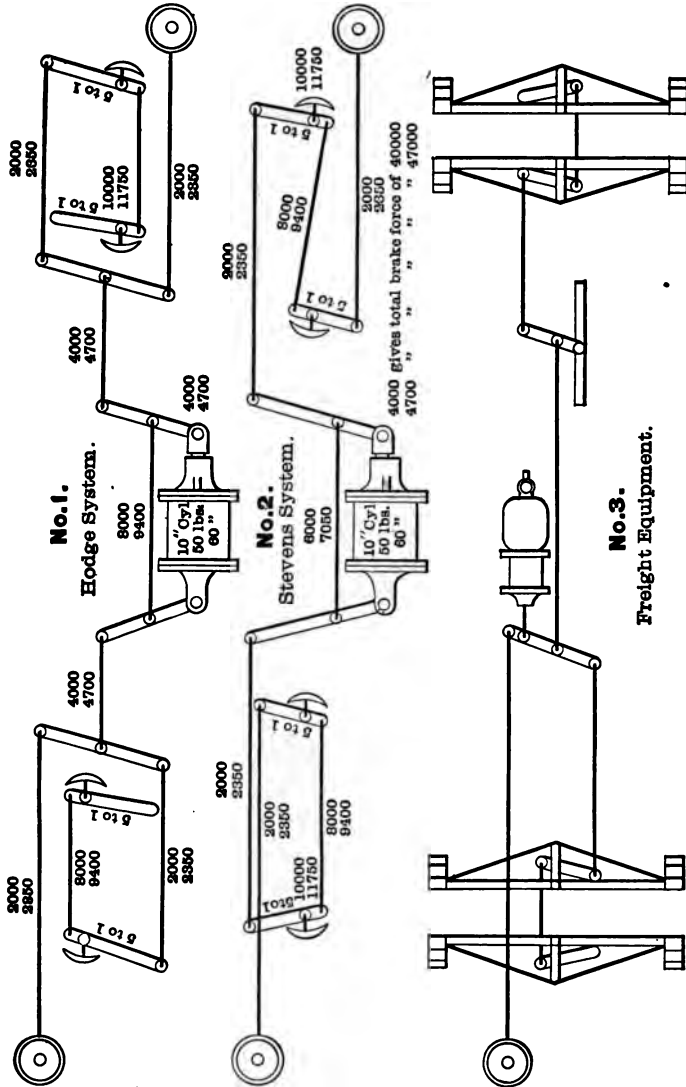 No.1.
Hodge System.
2000
2350
5 to 1
8000
9400
5 to 1
2000
2350
4000
4700
8000
9400
10" Cyl
50 lbs.
60 "
4000
4700
4000
4700
2000
2350
5 to 1
10000
11750
5 to 1
2000
2350
No.2.
Stevens System.
2000
2350
2000
2350
5 to 1
10000
11750
5 to 1
8000
9400
6000
7050
10" Cyl
50 lbs.
60 "
2000
2350
5 to 1
8000
9400
5 to 1
10000
11750
2000
2350
4000 gives total brake force of 40000
4700 " " " " " 47000
No.3.
Freight Equipment.